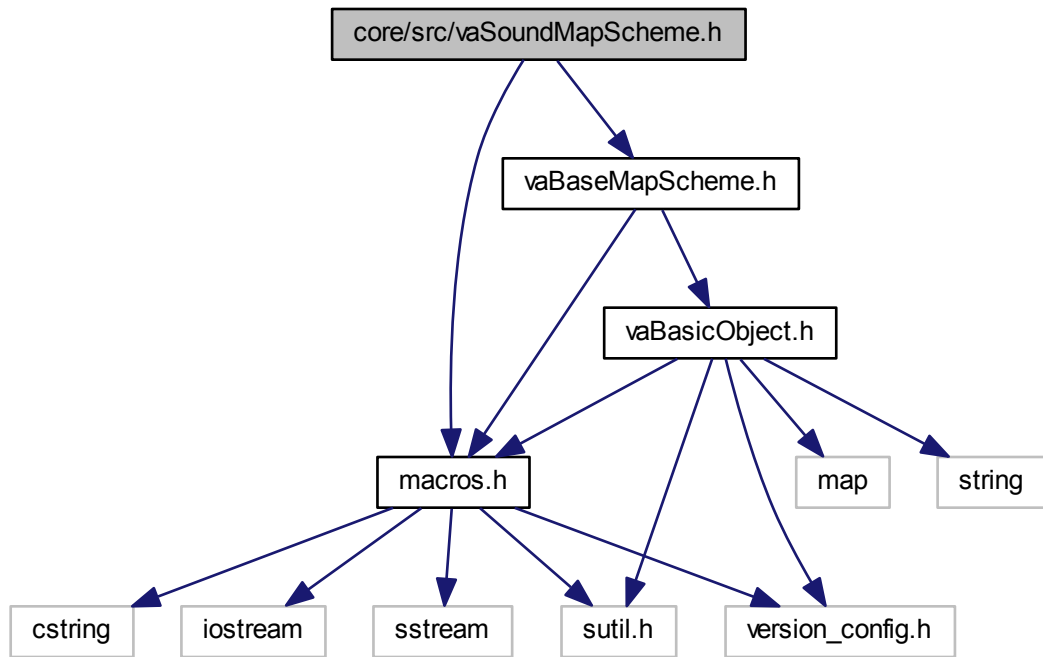 core/src/vaSoundMapScheme.h
vaBaseMapScheme.h
vaBasicObject.h
macros.h
map
string
cstring
iostream
sstream
sutil.h
version_config.h